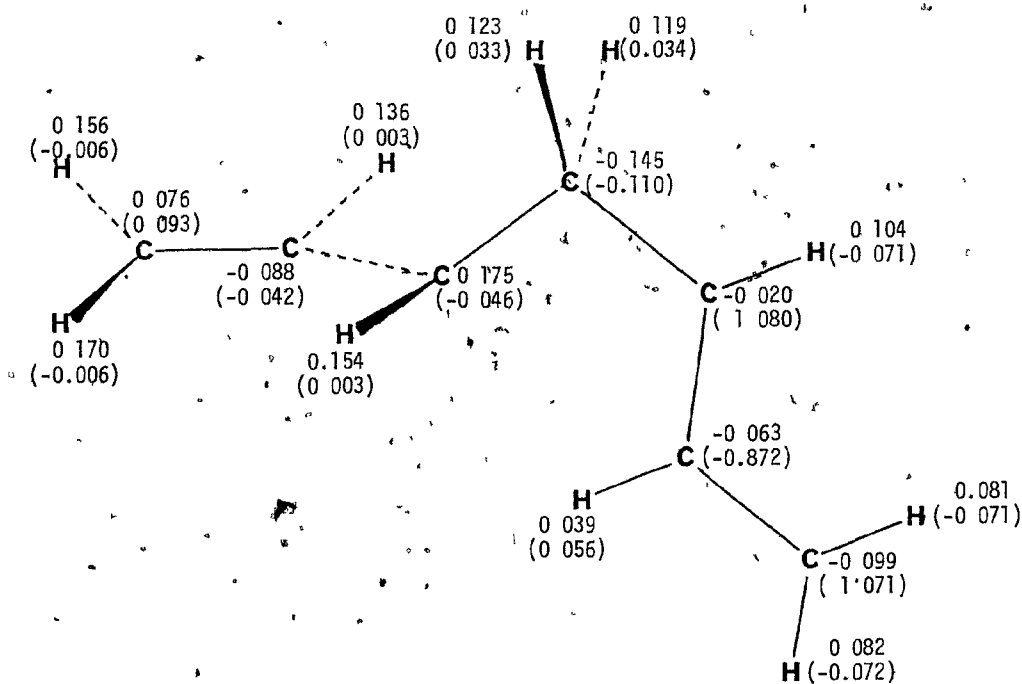 0 123
(0 033) H
0 119
H (0.034)
0 156
(-0.006)
H
0 136
(0 003)
H
0 076
(0 093)
C
C
-0 088
(-0 042)
-0 145
C (-0.110)
0 104
H (-0 071)
C 0 175
(-0 046)
C -0 020
( 1 080)
H
0 170
(-0.006)
H
0.154
(0 003)
-0 063
C (-0.872)
H
0 039
(0 056)
0.081
H (-0 071)
C -0 099
( 1 071)
0 082
H (-0.072)